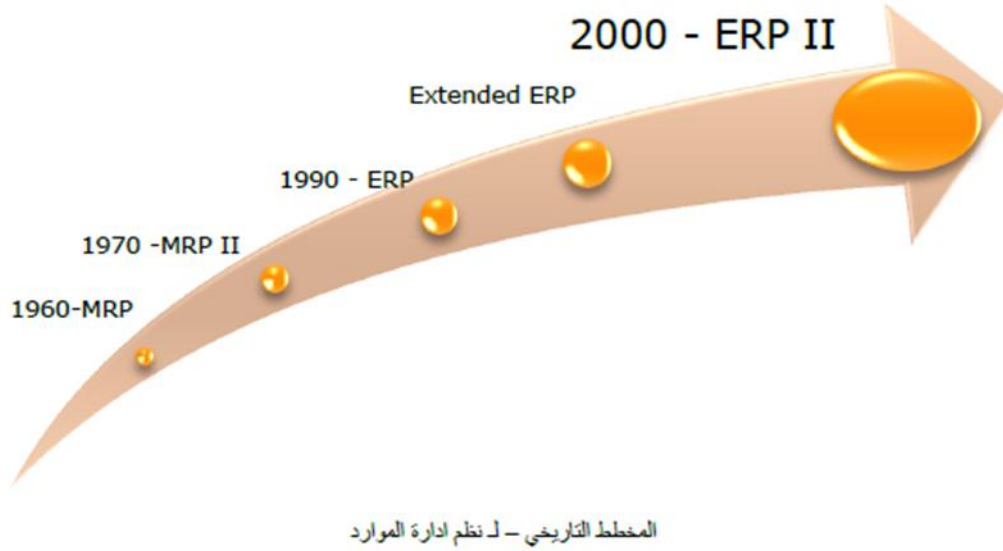 2000 - ERP II
Extended ERP
1990 - ERP
1970 -MRP II
1960-MRP
المخطط التاريخي – لـ نظم ادارة الموارد